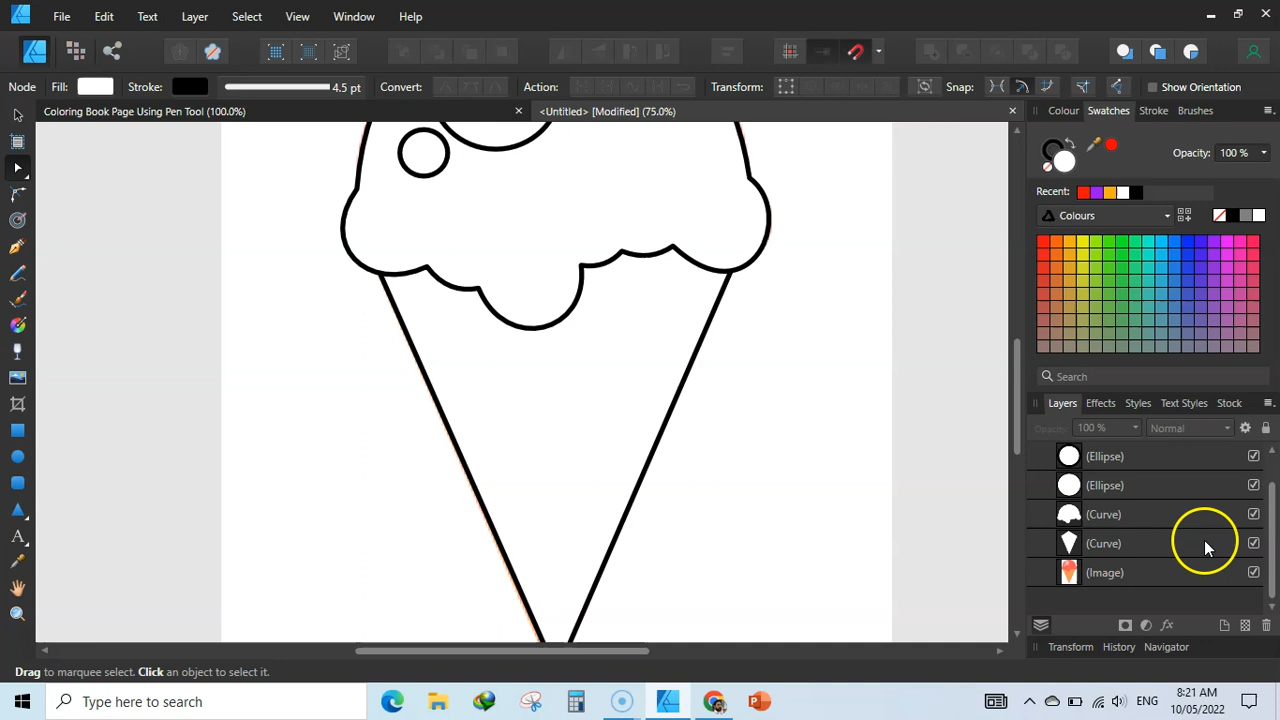 File Edit Text Layer Select View Window Help
Node Fill: Stroke: 4.5 pt Convert: Action: Transform: Snap: Show Orientation
Coloring Book Page Using Pen Tool (100.0%) <Untitled> [Modified] (75.0%)
Colour Swatches Stroke Brushes
Opacity: 100 %
Recent:
Colours
Search
Layers Effects Styles Text Styles Stock
Opacity: 100 % Normal
(Ellipse)
(Ellipse)
(Curve)
(Curve)
(Image)
Transform History Navigator
Drag to marquee select. Click an object to select it.
Type here to search
8:21 AM
10/05/2022